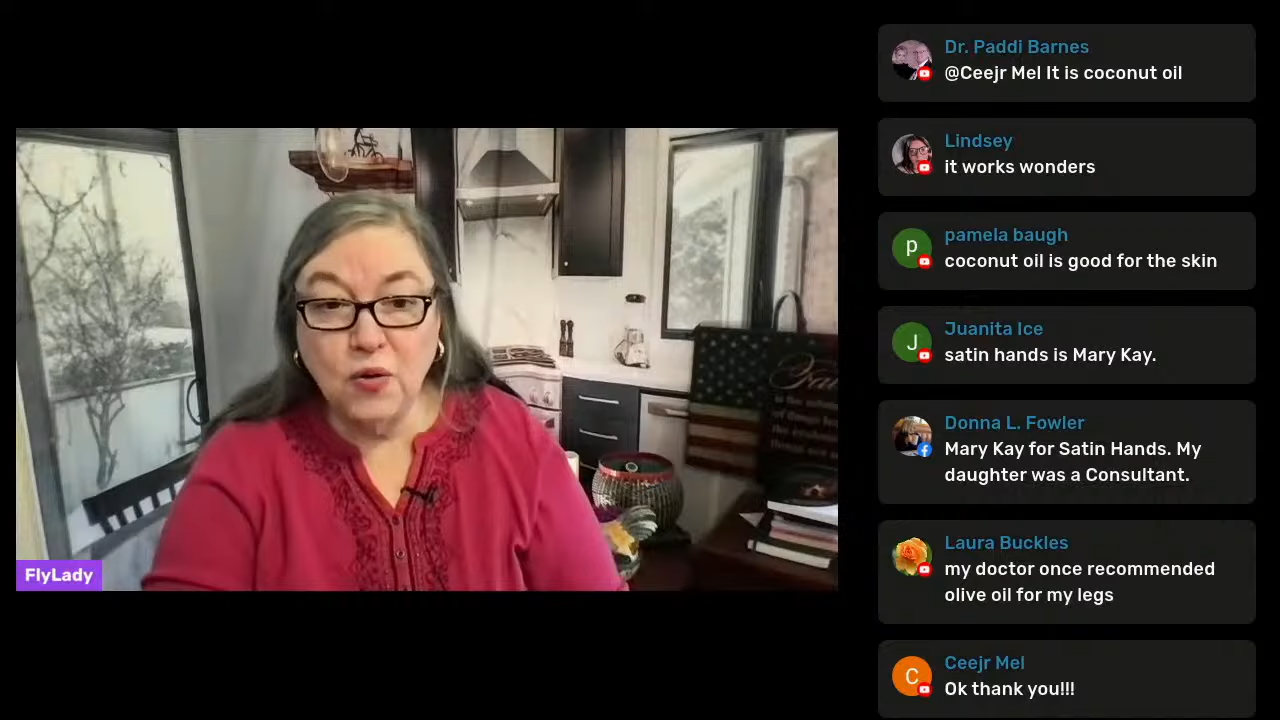 Dr. Paddi Barnes
@Ceejr Mel It is coconut oil
Lindsey
it works wonders
p
pamela baugh
coconut oil is good for the skin
J
Juanita Ice
satin hands is Mary Kay.
Donna L. Fowler
Mary Kay for Satin Hands. My
daughter was a Consultant.
Laura Buckles
my doctor once recommended
olive oil for my legs
C
Ceejr Mel
Ok thank you!!!
FlyLady